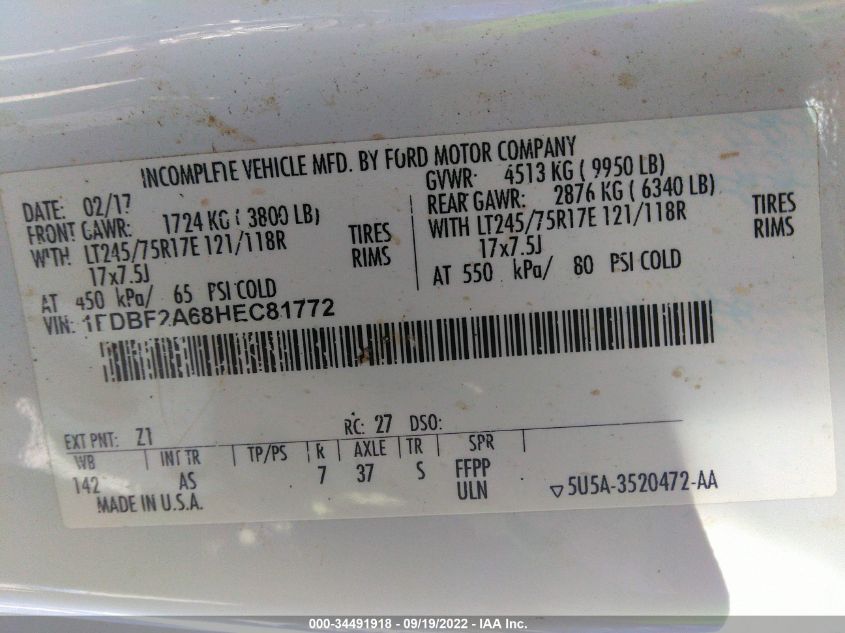 INCOMPLETE VEHICLE MFD. BY FORD MOTOR COMPANY
DATE: 02/17
FRONT GAWR: 1724 KG ( 3800 LB)
WITH LT245/75R17E 121/118R TIRES
17x7.5J RIMS
AT 450 kPa/ 65 PSI COLD
GVWR: 4513 KG ( 9950 LB)
REAR GAWR: 2876 KG ( 6340 LB)
WITH LT245/75R17E 121/118R TIRES
17x7.5J RIMS
AT 550 kPa/ 80 PSI COLD
VIN: 1FDBF2A68HEC81772
EXT PNT: Z1 RC: 27 DSO:
WB INT TR TP/PS R AXLE TR SPR
142 AS 7 37 S FFPP
ULN
MADE IN U.S.A. ▽5U5A-3520472-AA
000-34491918 - 09/19/2022 - IAA Inc.